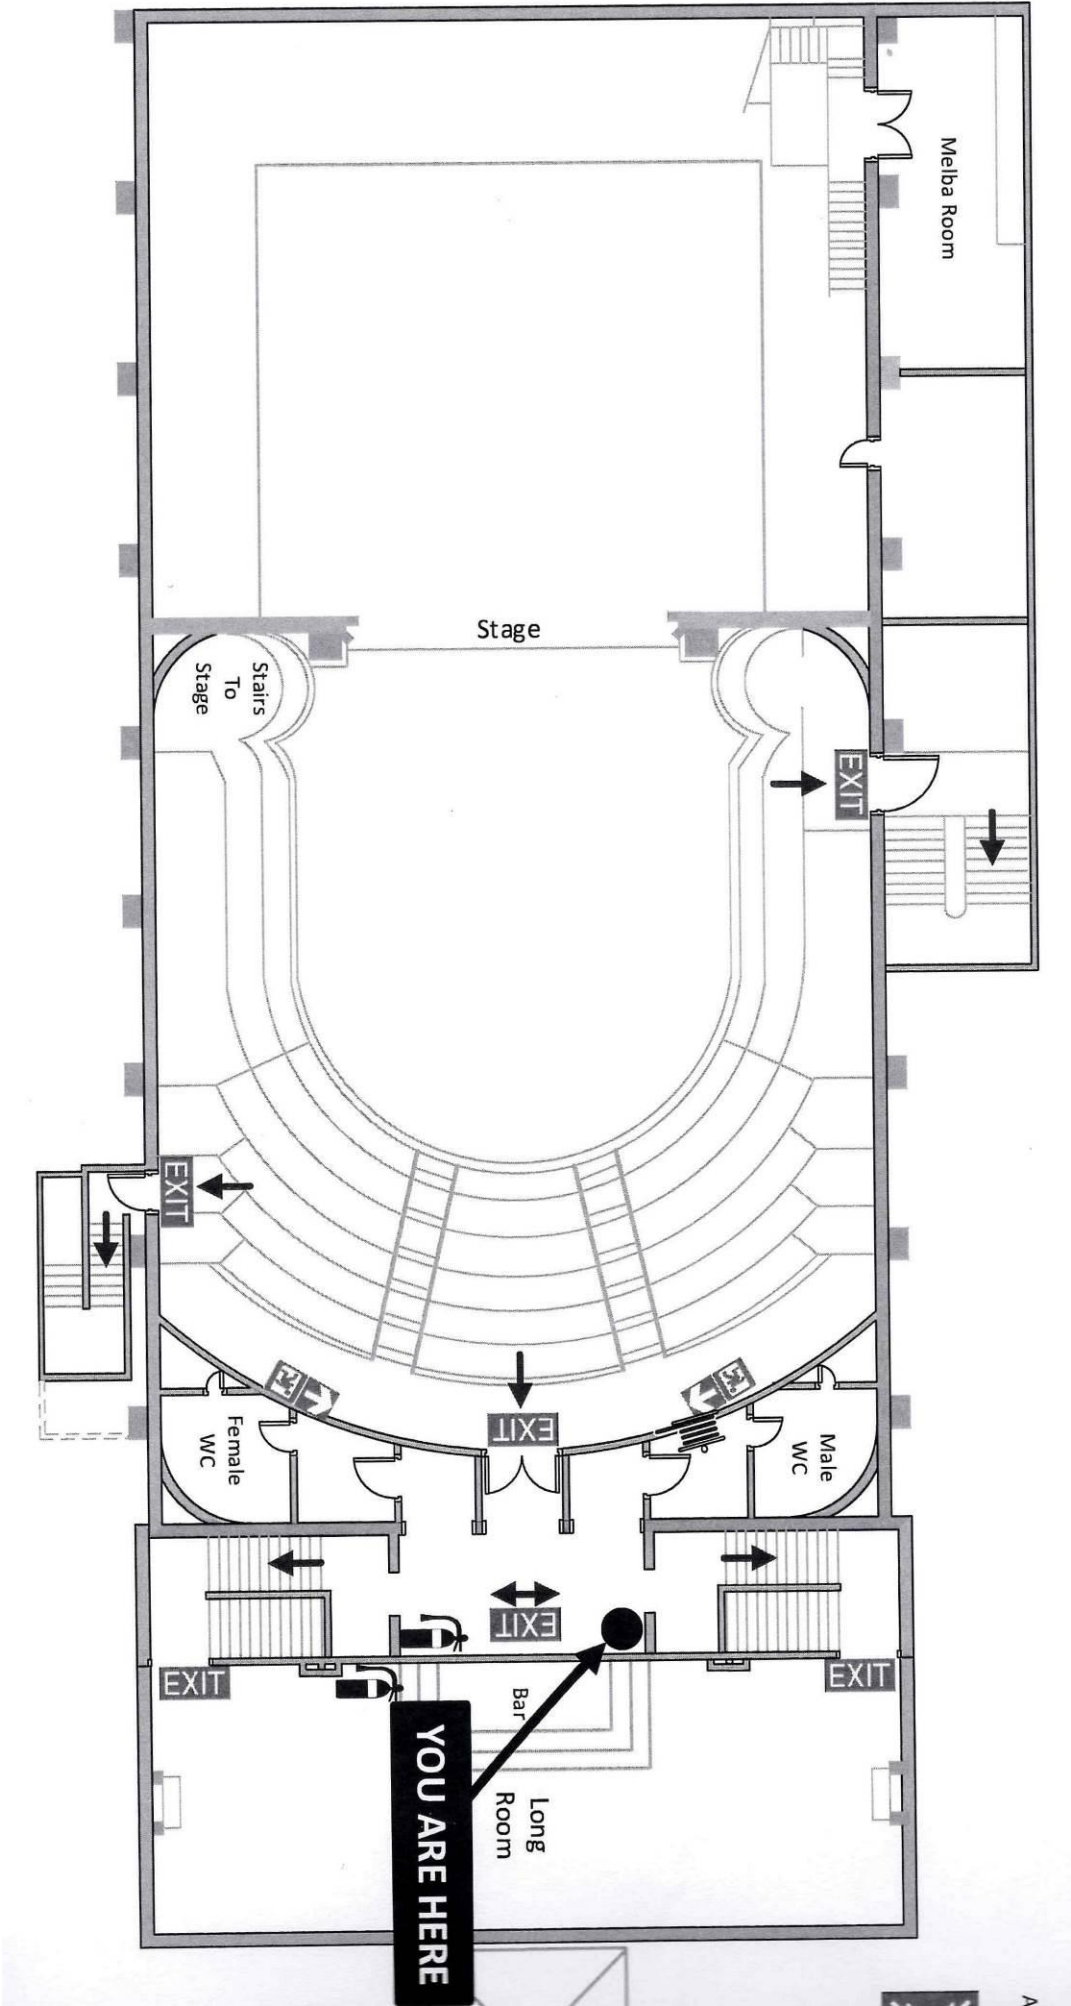 Melba Room
Stage
Stairs
To
Stage
EXIT
EXIT
EXIT
Female
WC
Male
WC
EXIT
EXIT
EXIT
Bar
Long
Room
YOU ARE HERE
A